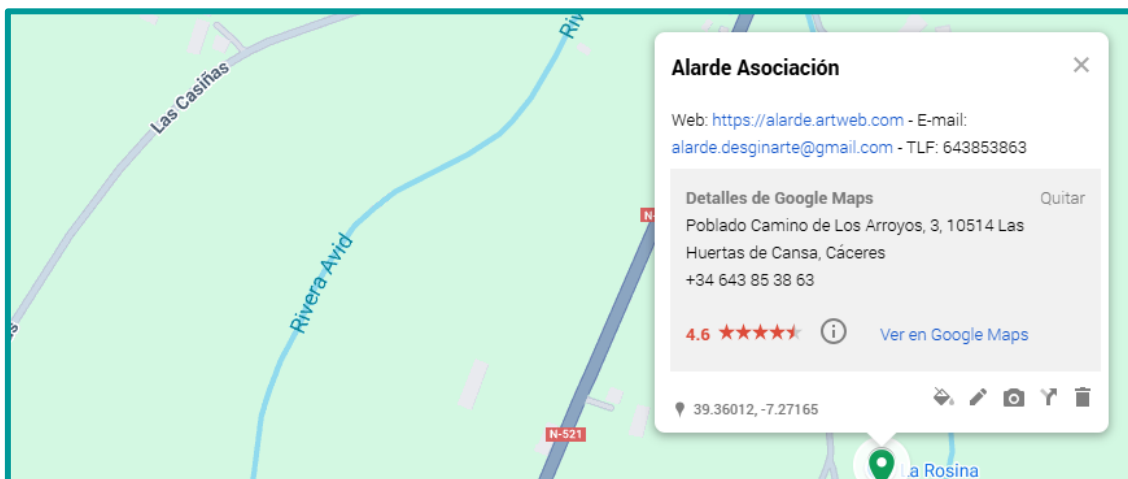 Riv
Las Casiñas
Rivera Avid
N-
N-521
as
La Rosina
Alarde Asociación
Web: https://alarde.artweb.com - E-mail:
alarde.desginarte@gmail.com - TLF: 643853863
Detalles de Google Maps
Quitar
Poblado Camino de Los Arroyos, 3, 10514 Las
Huertas de Cansa, Cáceres
+34 643 85 38 63
4.6
Ver en Google Maps
39.36012, -7.27165